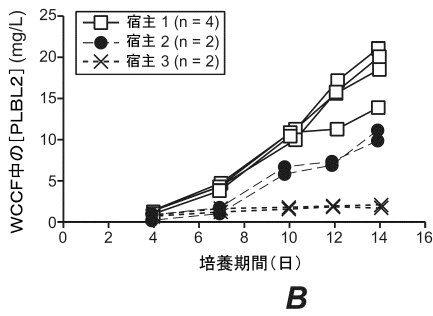 WCCF中の[PLBL2] (mg/L)
25
20
15
10
5
0
宿主 1 (n = 4)
宿主 2 (n = 2)
宿主 3 (n = 2)
0 2 4 6 8 10 12 14 16
培養期間(日)
B